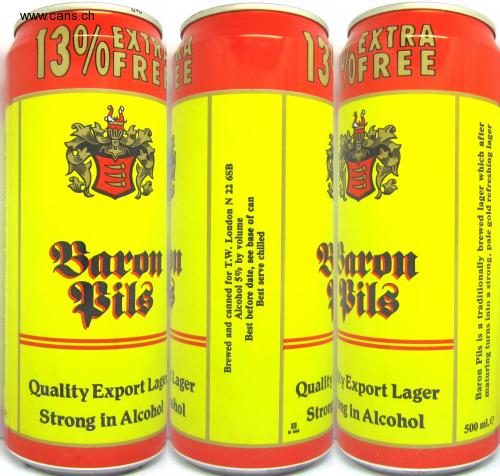 www.cans.ch
13% EXTRA
FREE
Baron
Pils
Quality Export Lager
Strong in Alcohol
Brewed and canned for T.W. London N 22 6SB
Alcohol 5% by volume
Best before date, see base of can
Best serve chilled
13% EXTRA
FREE
Baron
Pils
Quality Export Lager
Strong in Alcohol
Baron Pils is a traditionally brewed lager which after
maturing turns into a strong, pale gold refreshing lager
500 ml. e